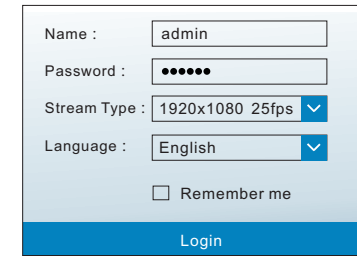 Name : admin
Password : ●●●●●●
Stream Type : 1920x1080 25fps
Language : English
Remember me
Login